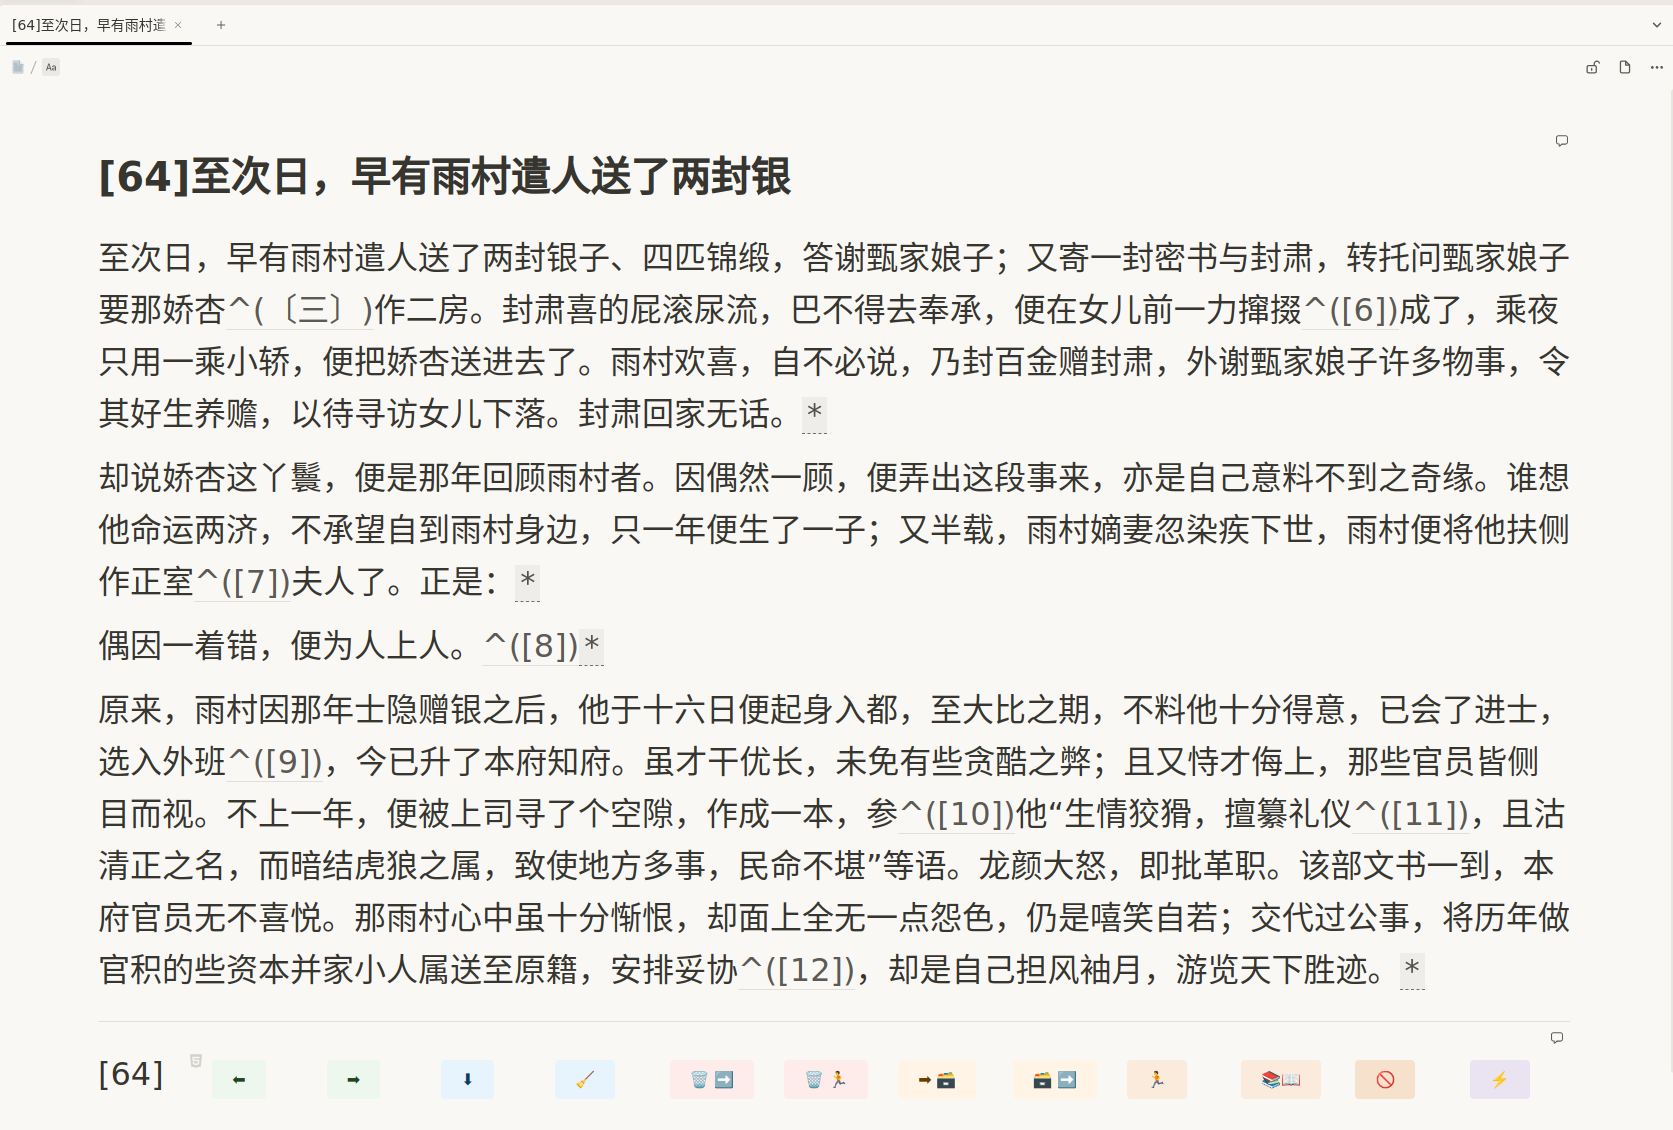 [64]至次日，早有雨村遣
Aa
[64]至次日，早有雨村遣人送了两封银
至次日，早有雨村遣人送了两封银子、四匹锦缎，答谢甄家娘子；又寄一封密书与封肃，转托问甄家娘子
要那娇杏^(〔三〕)作二房。封肃喜的屁滚尿流，巴不得去奉承，便在女儿前一力撺掇^([6])成了，乘夜
只用一乘小轿，便把娇杏送进去了。雨村欢喜，自不必说，乃封百金赠封肃，外谢甄家娘子许多物事，令
其好生养赡，以待寻访女儿下落。封肃回家无话。*
却说娇杏这丫鬟，便是那年回顾雨村者。因偶然一顾，便弄出这段事来，亦是自己意料不到之奇缘。谁想
他命运两济，不承望自到雨村身边，只一年便生了一子；又半载，雨村嫡妻忽染疾下世，雨村便将他扶侧
作正室^([7])夫人了。正是：*
偶因一着错，便为人上人。^([8])*
原来，雨村因那年士隐赠银之后，他于十六日便起身入都，至大比之期，不料他十分得意，已会了进士，
选入外班^([9])，今已升了本府知府。虽才干优长，未免有些贪酷之弊；且又恃才侮上，那些官员皆侧
目而视。不上一年，便被上司寻了个空隙，作成一本，参^([10])他“生情狡猾，擅纂礼仪^([11])，且沽
清正之名，而暗结虎狼之属，致使地方多事，民命不堪”等语。龙颜大怒，即批革职。该部文书一到，本
府官员无不喜悦。那雨村心中虽十分惭恨，却面上全无一点怨色，仍是嘻笑自若；交代过公事，将历年做
官积的些资本并家小人属送至原籍，安排妥协^([12])，却是自己担风袖月，游览天下胜迹。*
[64]